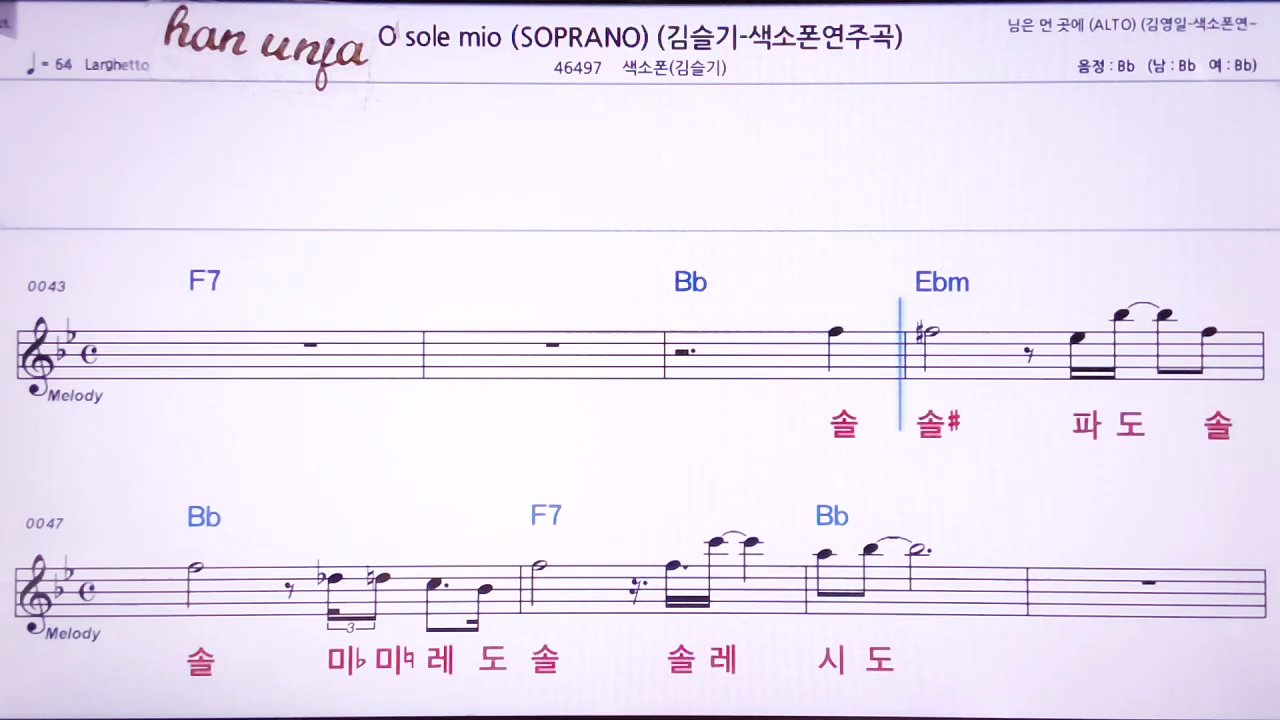 han unja
O sole mio (SOPRANO) (김슬기-색소폰연주곡)
님은 먼 곳에 (ALTO) (김영일-색소폰연-
♩= 64 Larghetto
46497 색소폰(김슬기)
음정 : Bb (남 : Bb 여 : Bb)
0043 F7 Bb Ebm
Melody
솔 솔# 파 도 솔
0047 Bb F7 Bb
3
Melody
솔 미♭ 미♮ 레 도 솔 솔 레 시 도